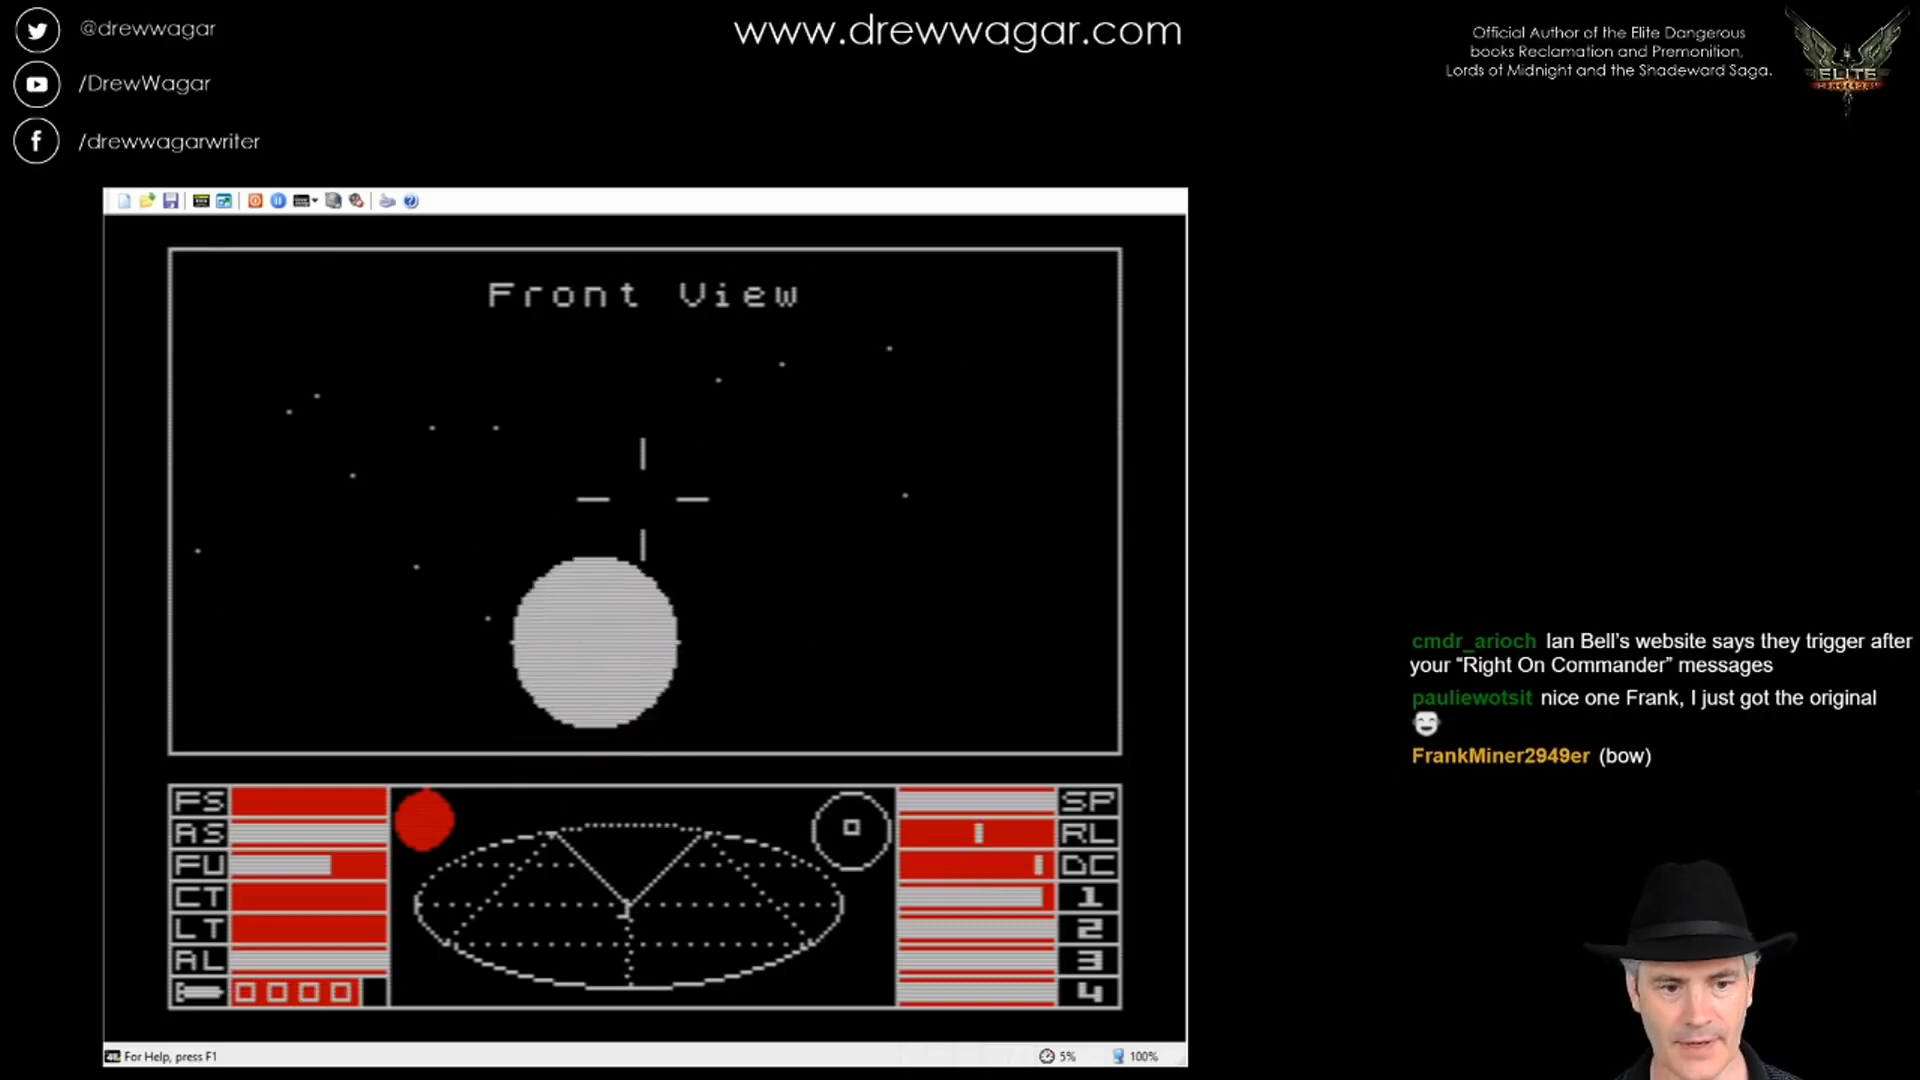 @drewwagar
/DrewWagar
/drewwagarwriter
www.drewwagar.com
Official Author of the Elite Dangerous
books Reclamation and Premonition,
Lords of Midnight and the Shadeward Saga.
ELITE
DANGEROUS
Front View
FS
AS
FU
CT
LT
AL
SP
RL
DC
1
2
3
4
For Help, press F1
5%
100%
cmdr_arioch Ian Bell's website says they trigger after
your “Right On Commander” messages
pauliewotsit nice one Frank, I just got the original
FrankMiner2949er (bow)